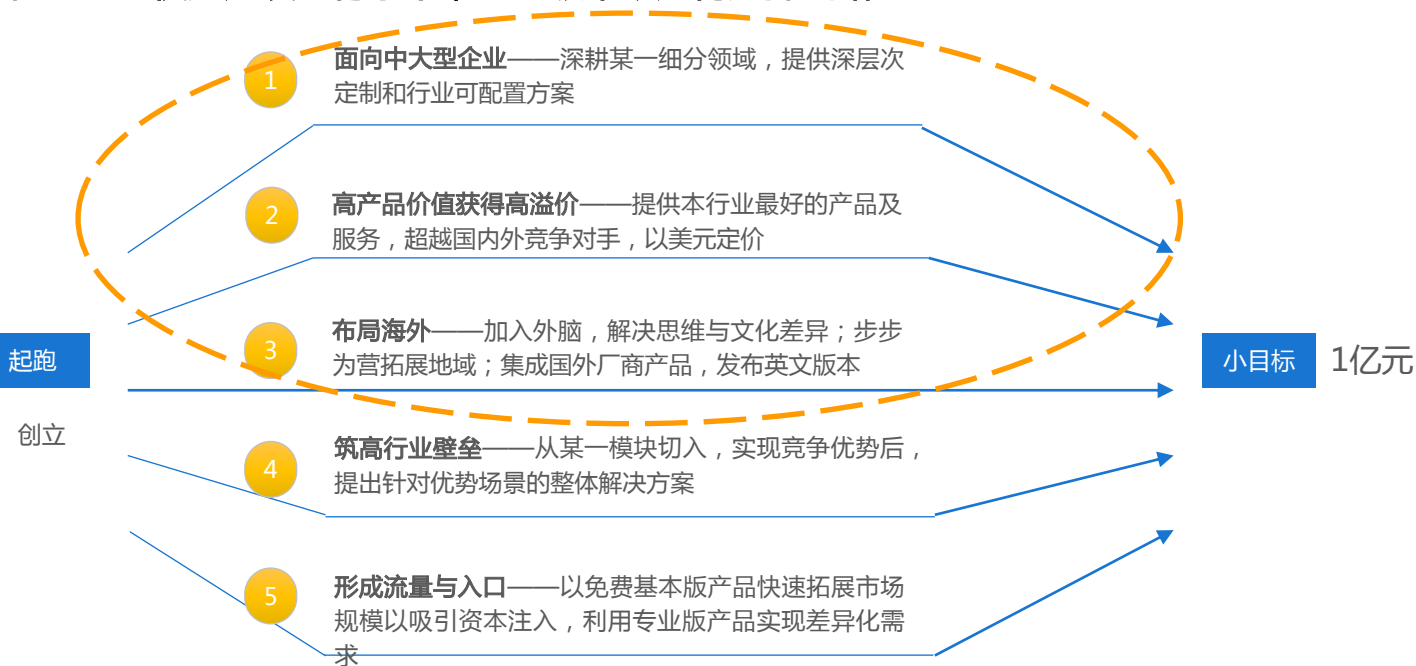 1
面向中大型企业——深耕某一细分领域，提供深层次
定制和行业可配置方案
2
高产品价值获得高溢价——提供本行业最好的产品及
服务，超越国内外竞争对手，以美元定价
3
布局海外——加入外脑，解决思维与文化差异；步步
为营拓展地域；集成国外厂商产品，发布英文版本
起跑
小目标
1亿元
创立
4
筑高行业壁垒——从某一模块切入，实现竞争优势后，
提出针对优势场景的整体解决方案
5
形成流量与入口——以免费基本版产品快速拓展市场
规模以吸引资本注入，利用专业版产品实现差异化需
求